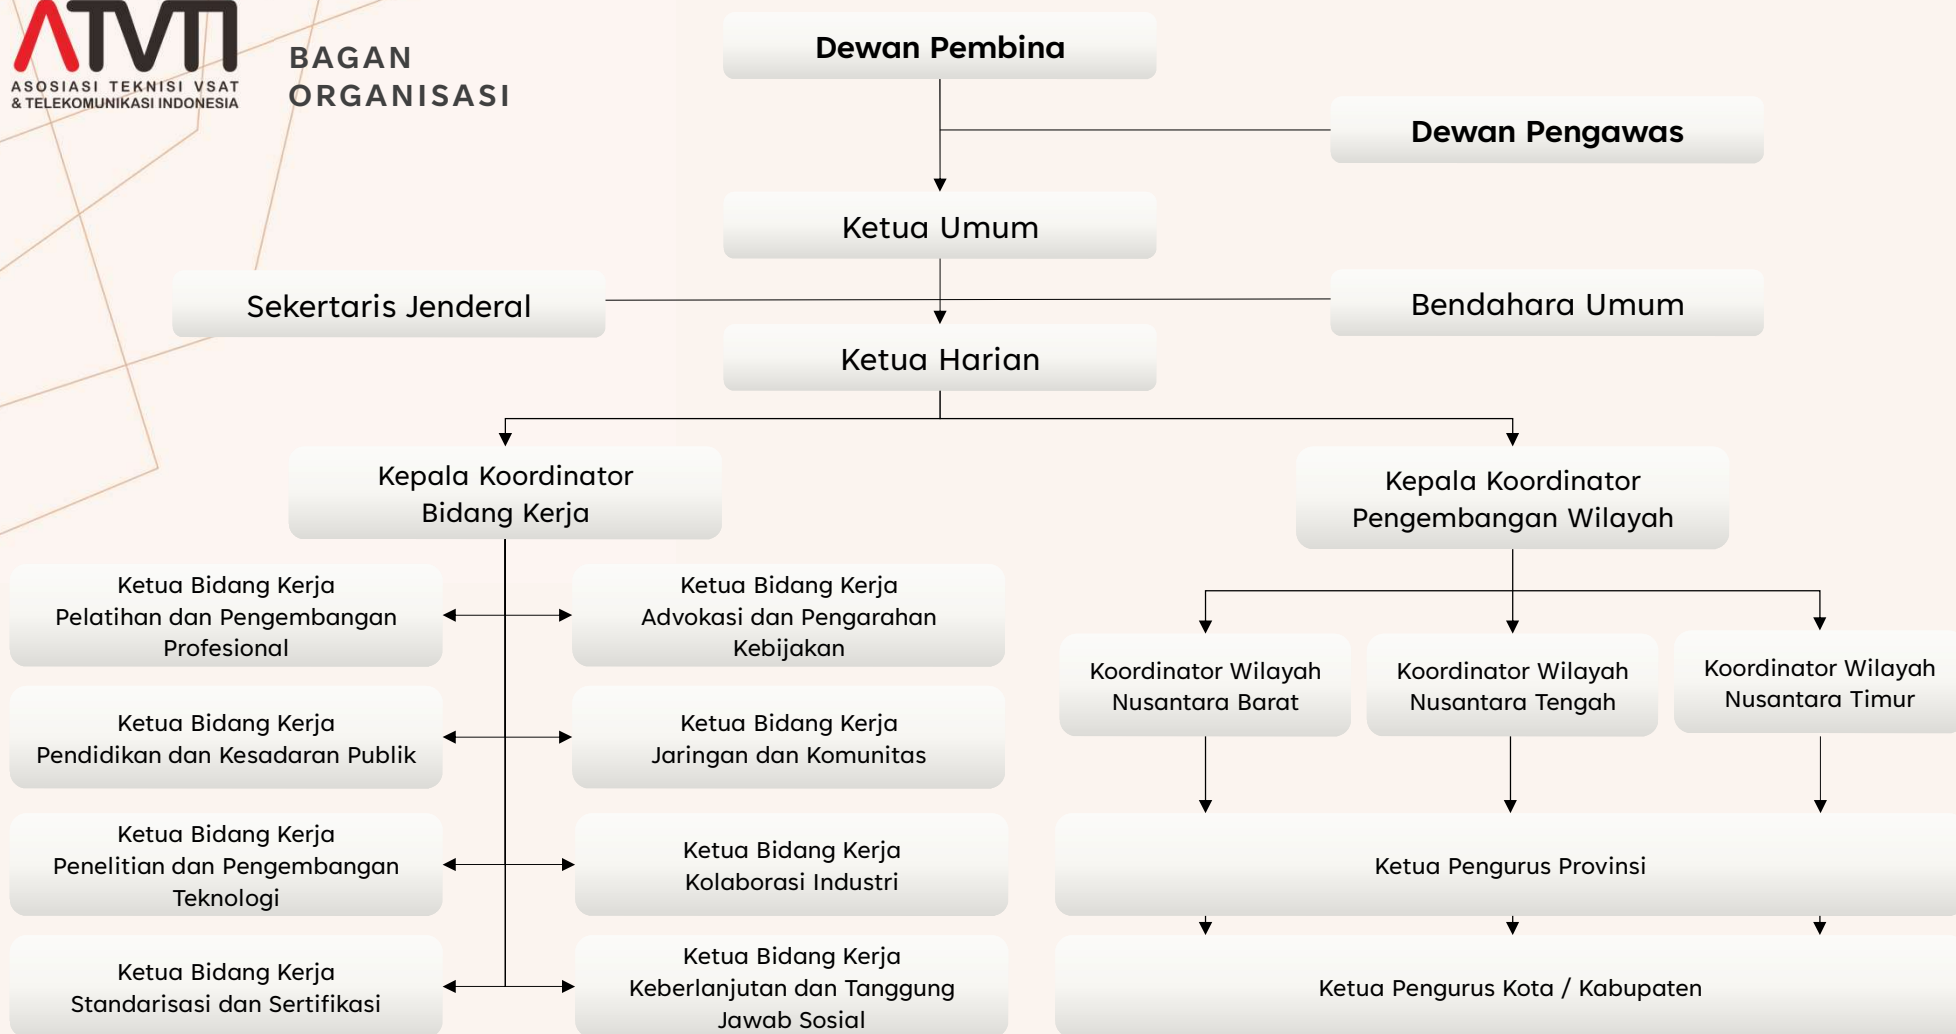 ATVTI
ASOSIASI TEKNISI VSAT
& TELEKOMUNIKASI INDONESIA
BAGAN
ORGANISASI
Dewan Pembina
Dewan Pengawas
Ketua Umum
Sekertaris Jenderal
Bendahara Umum
Ketua Harian
Kepala Koordinator
Bidang Kerja
Kepala Koordinator
Pengembangan Wilayah
Ketua Bidang Kerja
Pelatihan dan Pengembangan
Profesional
Ketua Bidang Kerja
Advokasi dan Pengarahan
Kebijakan
Ketua Bidang Kerja
Pendidikan dan Kesadaran Publik
Ketua Bidang Kerja
Jaringan dan Komunitas
Ketua Bidang Kerja
Penelitian dan Pengembangan
Teknologi
Ketua Bidang Kerja
Kolaborasi Industri
Ketua Bidang Kerja
Standarisasi dan Sertifikasi
Ketua Bidang Kerja
Keberlanjutan dan Tanggung
Jawab Sosial
Koordinator Wilayah
Nusantara Barat
Koordinator Wilayah
Nusantara Tengah
Koordinator Wilayah
Nusantara Timur
Ketua Pengurus Provinsi
Ketua Pengurus Kota / Kabupaten